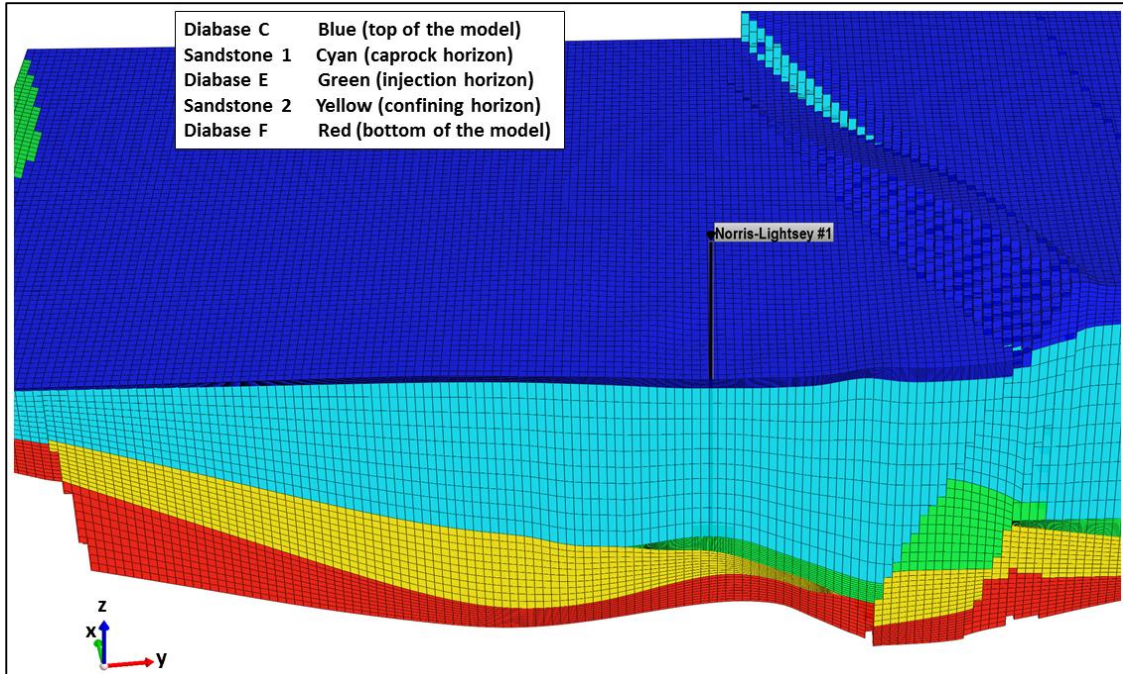 Diabase C Blue (top of the model)
Sandstone 1 Cyan (caprock horizon)
Diabase E Green (injection horizon)
Sandstone 2 Yellow (confining horizon)
Diabase F Red (bottom of the model)
Norris-Lightsey #1
z
x
y